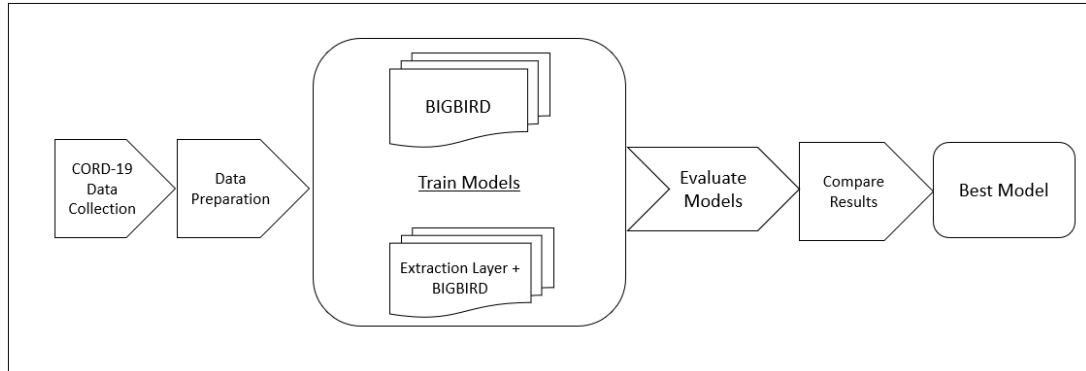 CORD-19
Data
Collection
Data
Preparation
BIGBIRD
Train Models
Extraction Layer +
BIGBIRD
Evaluate
Models
Compare
Results
Best Model